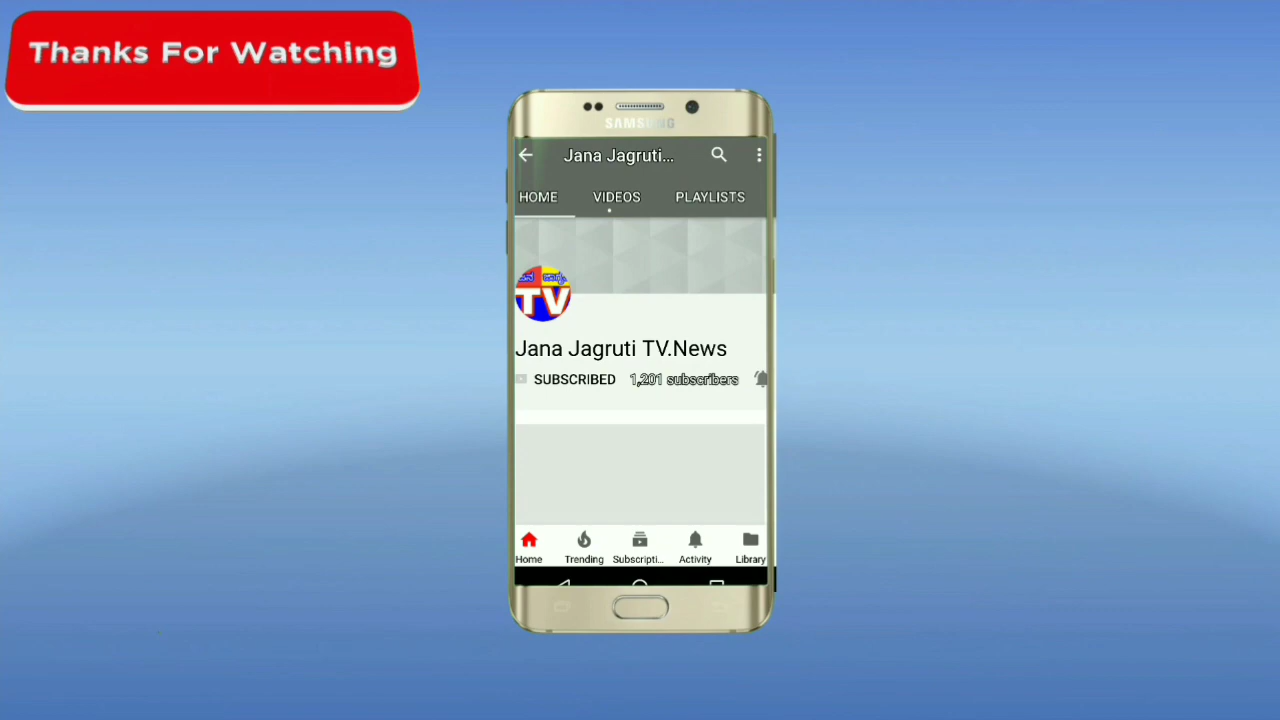 Thanks For Watching
SAMSUNG
Jana Jagruti...
HOME VIDEOS PLAYLISTS
TV
Jana Jagruti TV.News
SUBSCRIBED 1,201 subscribers
Home Trending Subscripti... Activity Library